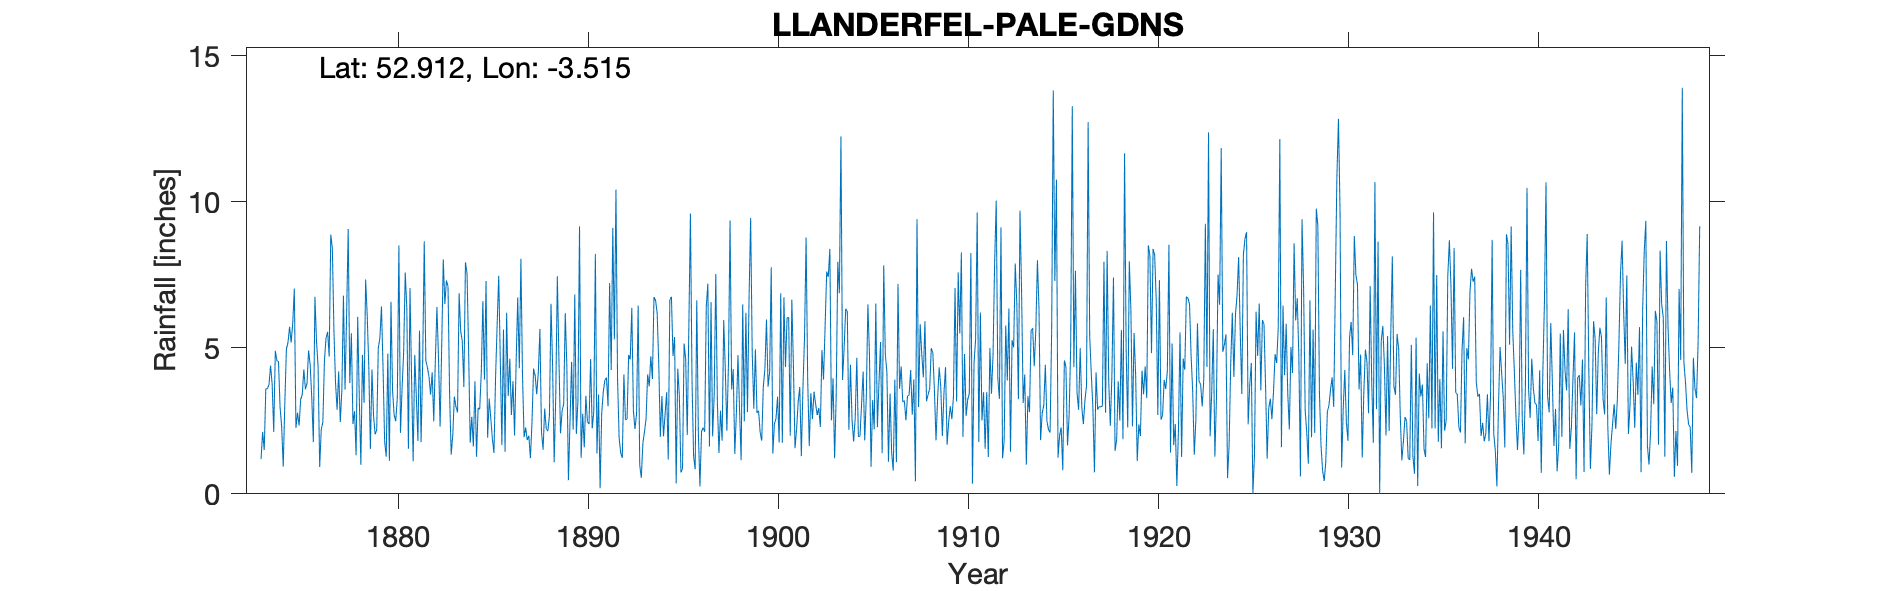 LLANDERFEL-PALE-GDNS
Lat: 52.912, Lon: -3.515
Rainfall [inches]
15
10
5
0
1880 1890 1900 1910 1920 1930 1940
Year